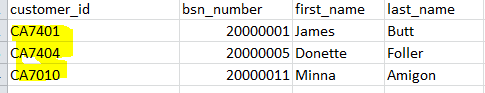 customer_id bsn_number first_name last_name
CA7401 20000001 James Butt
CA7404 20000005 Donette Foller
CA7010 20000011 Minna Amigon